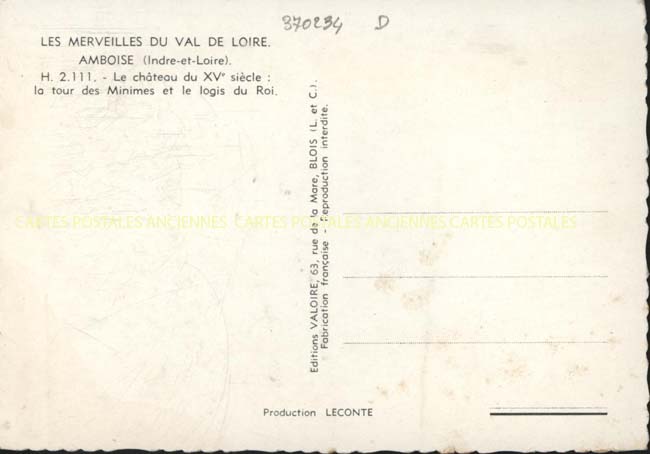 370234 D
LES MERVEILLES DU VAL DE LOIRE.
AMBOISE (Indre-et-Loire).
H. 2.111. - Le château du XVe siècle :
la tour des Minimes et le logis du Roi.
Editions VALOIRE, 63, rue de la Mare, BLOIS (L. et C.).
Fabrication française - Reproduction interdite.
CARTES POSTALES ANCIENNES CARTES POSTALES ANCIENNES CARTES POSTALES
Production LECONTE